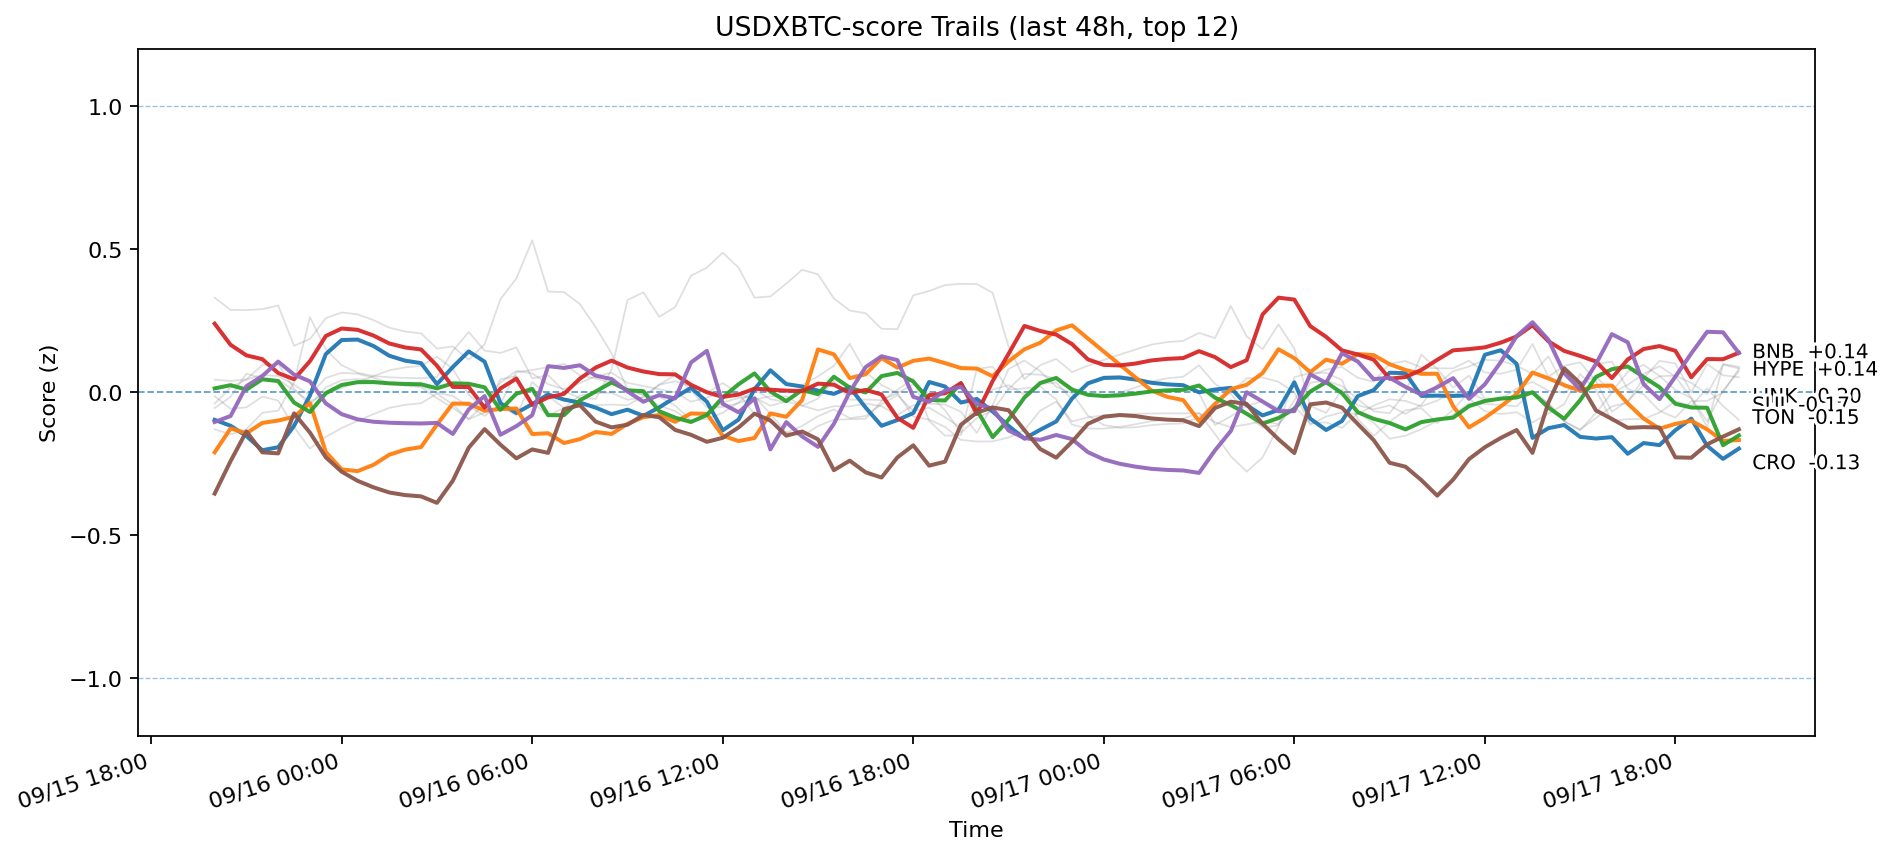 USDXBTC-score Trails (last 48h, top 12)
Score (z)
1.0
0.5
0.0
−0.5
−1.0
BNB +0.14
HYPE +0.14
TON -0.15
CRO -0.13
09/15 18:00
09/16 00:00
09/16 06:00
09/16 12:00
09/16 18:00
09/17 00:00
09/17 06:00
09/17 12:00
09/17 18:00
Time